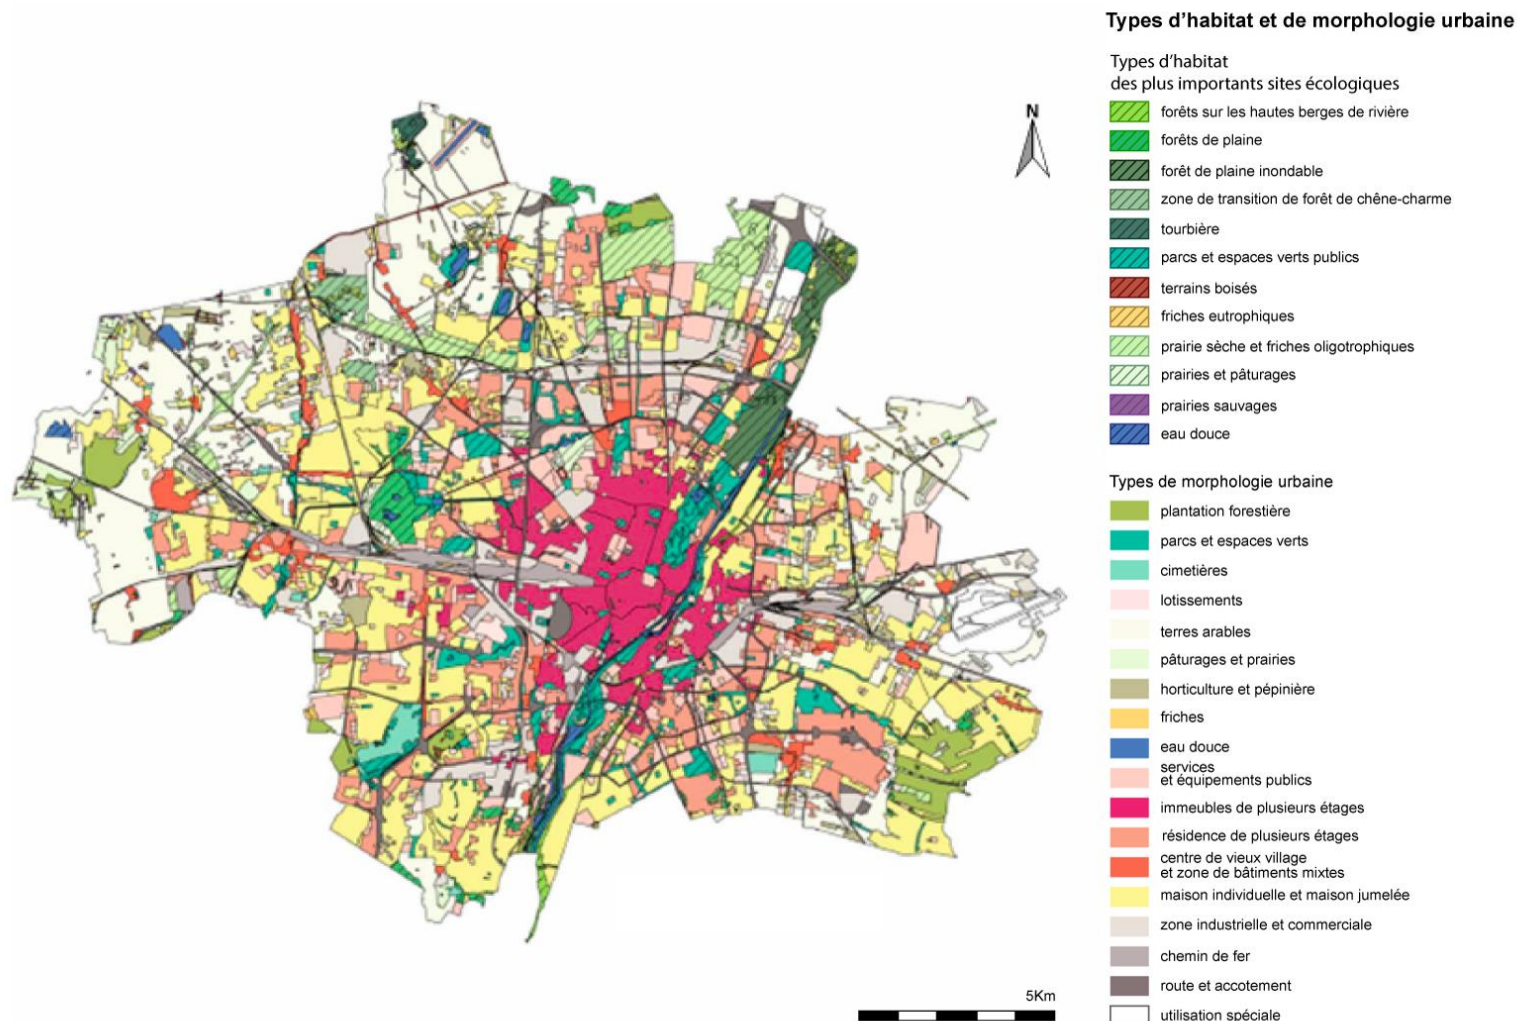 Types d’habitat et de morphologie urbaine
Types d’habitat
des plus importants sites écologiques
N
forêts sur les hautes berges de rivière
forêts de plaine
forêt de plaine inondable
zone de transition de forêt de chêne-charme
tourbière
parcs et espaces verts publics
terrains boisés
friches eutrophiques
prairie sèche et friches oligotrophiques
prairies et pâturages
prairies sauvages
eau douce
Types de morphologie urbaine
plantation forestière
parcs et espaces verts
cimetières
lotissements
terres arables
pâturages et prairies
horticulture et pépinière
friches
eau douce
services
et équipements publics
immeubles de plusieurs étages
résidence de plusieurs étages
centre de vieux village
et zone de bâtiments mixtes
maison individuelle et maison jumelée
zone industrielle et commerciale
chemin de fer
route et accotement
utilisation spéciale
5Km